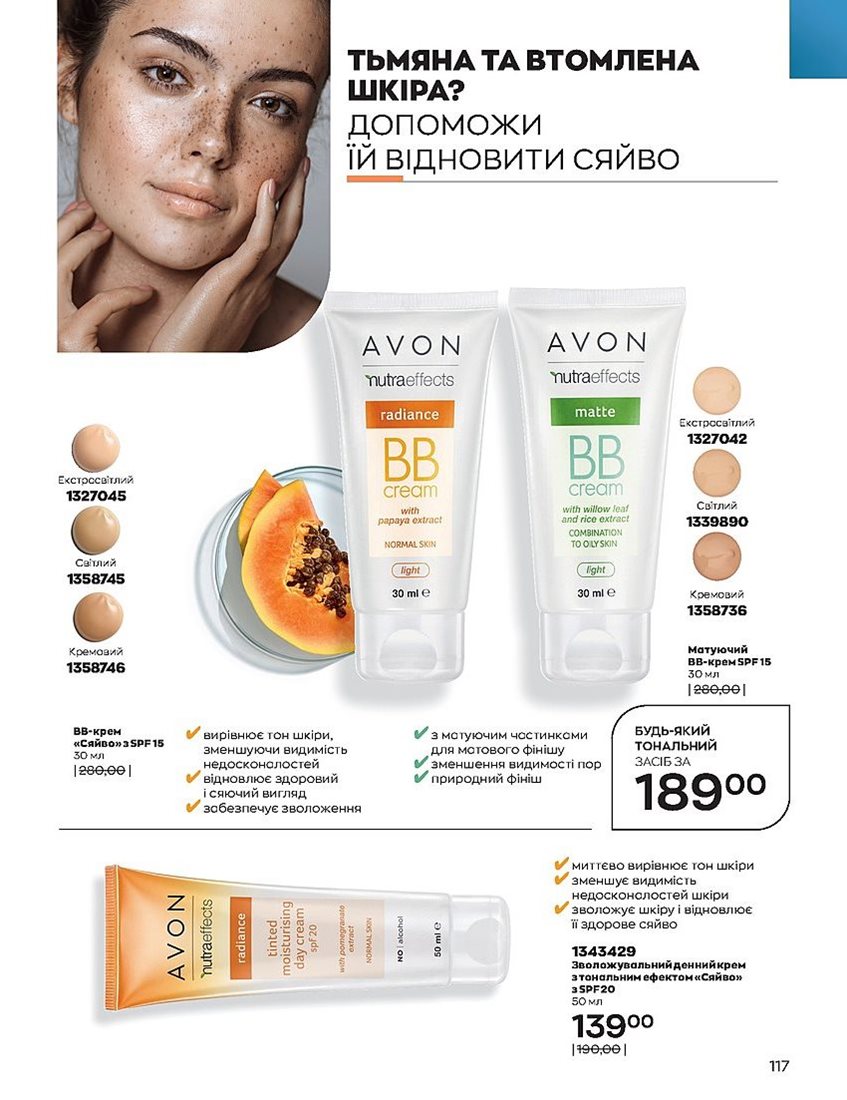 ТЬМЯНА ТА ВТОМЛЕНА
ШКІРА?
ДОПОМОЖИ
ЇЙ ВІДНОВИТИ СЯЙВО
AVON
nutraeffects
radiance
BB
cream
with
papaya extract
NORMAL SKIN
light
30 ml e
AVON
nutraeffects
matte
BB
cream
with willow leaf
and rice extract
COMBINATION
TO OILY SKIN
light
30 ml e
Екстросвітлий
1327045
Світлий
1358745
Кремовий
1358746
Екстросвітлий
1327042
Світлий
1339890
Кремовий
1358736
Матуючий
ВВ-крем SPF 15
30 мл
|280,00|
ВВ-крем
«Сяйво» з SPF 15
30 мл
|280,00|
вирівнює тон шкіри,
зменшуючи видимість
недосконалостей
відновлює здоровий
і сяючий вигляд
забезпечує зволоження
з матуючим частинками
для матового фінішу
зменшення видимості пор
природний фініш
БУДЬ-ЯКИЙ
ТОНАЛЬНИЙ
ЗАСІБ ЗА
189⁰⁰
AVON
nutraeffects
radiance
tinted
moisturising
day cream
spf 20
with pomegranate
extract
NORMAL SKIN
NO | alcohol
50 ml e
миттєво вирівнює тон шкіри
зменшує видимість
недосконалостей шкіри
зволожує шкіру і відновлює
її здорове сяйво
1343429
Зволожувальний денний крем
з тональним ефектом «Сяйво»
з SPF 20
50 мл
139⁰⁰
|190,00|
117